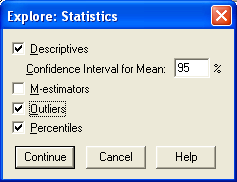 Explore: Statistics
Descriptives
Confidence Interval for Mean: 95 %
M-estimators
Outliers
Percentiles
Continue Cancel Help